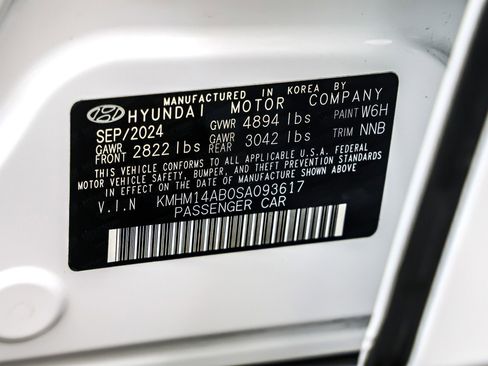 MANUFACTURED IN KOREA BY
HYUNDAI MOTOR COMPANY
SEP/2024 GVWR 4894 lbs PAINT W6H
GAWR FRONT 2822 lbs GAWR REAR 3042 lbs TRIM NNB
THIS VEHICLE CONFORMS TO ALL APPLICABLE U.S.A. FEDERAL
MOTOR VEHICLE SAFETY, BUMPER, AND THEFT PREVENTION STANDARDS
IN EFFECT ON THE DATE OF MANUFACTURE SHOWN ABOVE
V.I.N KMHM14AB0SA093617
PASSENGER CAR